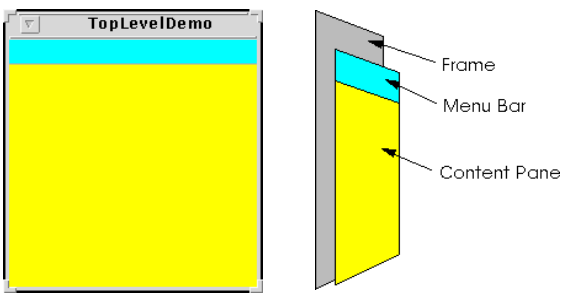 TopLevelDemo
Frame
Menu Bar
Content Pane